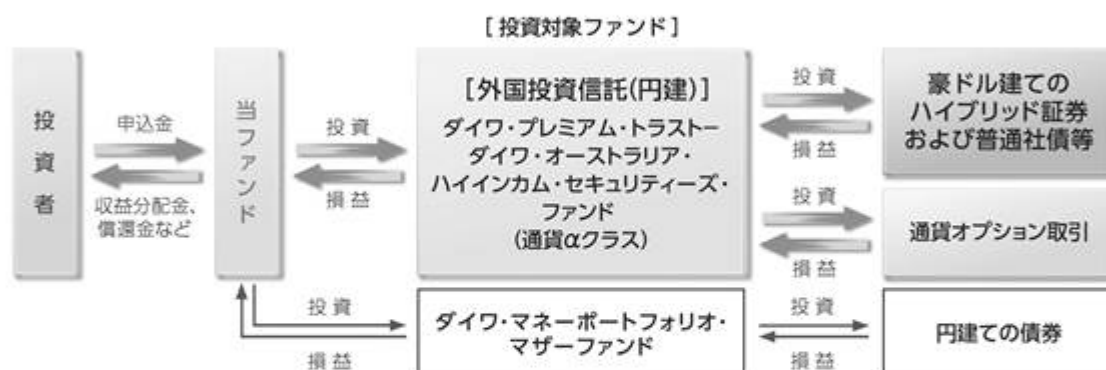 [ 投資対象ファンド ]
投資者
申込金
収益分配金、
償還金など
当ファンド
投 資
損 益
[外国投資信託(円建)]
ダイワ・プレミアム・トラストー
ダイワ・オーストラリア・
ハイインカム・セキュリティーズ・
ファンド
(通貨αクラス)
投 資
損 益
豪ドル建ての
ハイブリッド証券
および普通社債等
投 資
損 益
通貨オプション取引
投 資
損 益
ダイワ・マネーポートフォリオ・
マザーファンド
投 資
損 益
円建ての債券